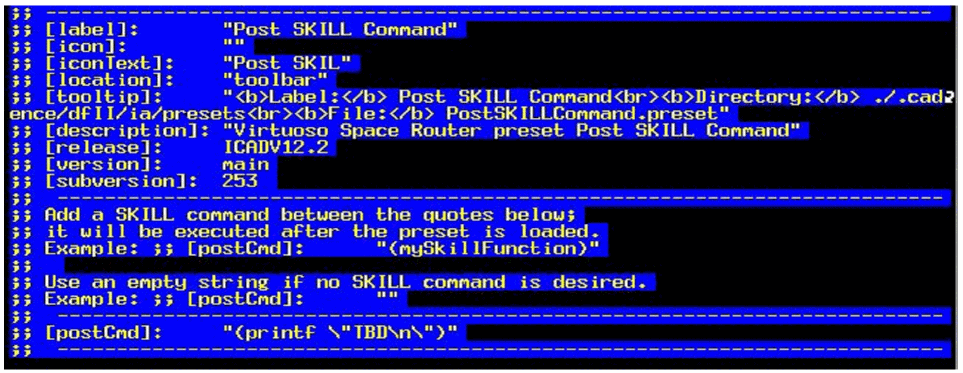 ;; ------------------------------------------------------------------------
;; [label]: "Post SKILL Command"
;; [icon]: ""
;; [iconText]: "Post SKIL"
;; [location]: "toolbar"
;; [tooltip]: "<b>Label:</b> Post SKILL Command<br><b>Directory:</b> ./.cad?
ence/dfII/ia/presets<br><b>File:</b> PostSKILLCommand.preset"
;; [description]: "Virtuoso Space Router preset Post SKILL Command"
;; [release]: ICADV12.2
;; [version]: main
;; [subversion]: 253
;; ------------------------------------------------------------------------
;; Add a SKILL command between the quotes below;
;; it will be executed after the preset is loaded.
;; Example: ;; [postCmd]: "(mySkillFunction)"
;;
;; Use an empty string if no SKILL command is desired.
;; Example: ;; [postCmd]: ""
;; ------------------------------------------------------------------------
;; [postCmd]: "(printf \"TBD\n\")"
;; ------------------------------------------------------------------------